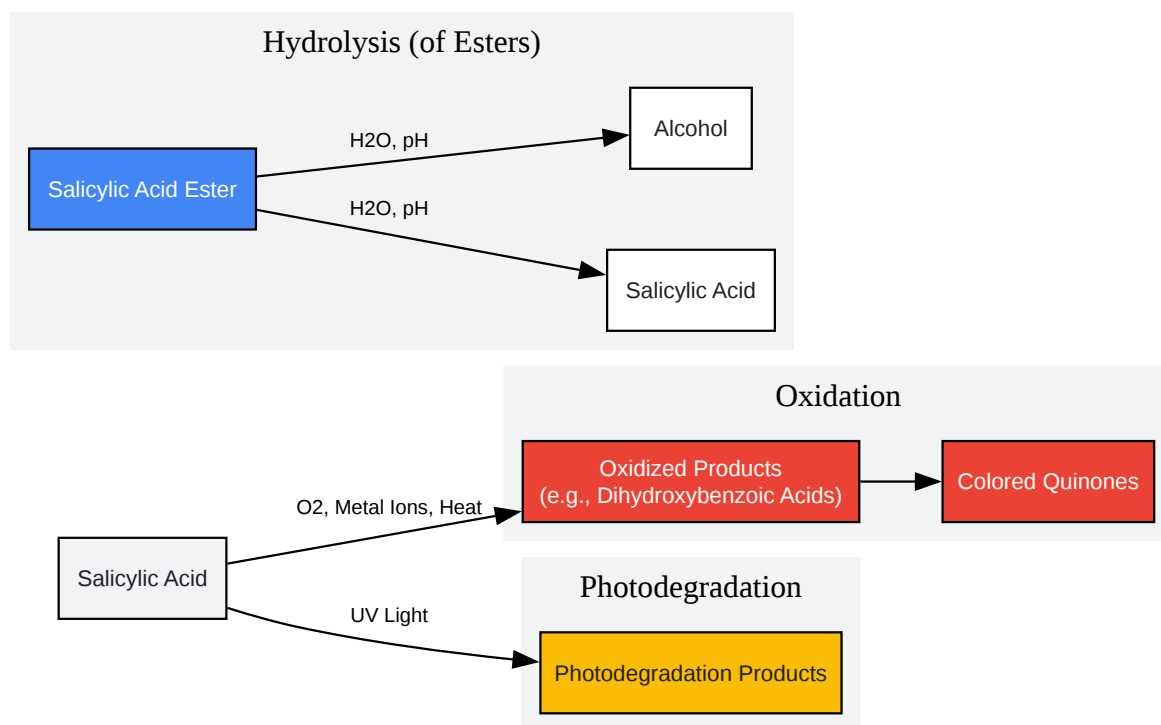 Hydrolysis (of Esters)
H2O, pH
Alcohol
Salicylic Acid Ester
H2O, pH
Salicylic Acid
Oxidation
Oxidized Products
(e.g., Dihydroxybenzoic Acids)
Colored Quinones
O2, Metal Ions, Heat
Salicylic Acid
Photodegradation
UV Light
Photodegradation Products